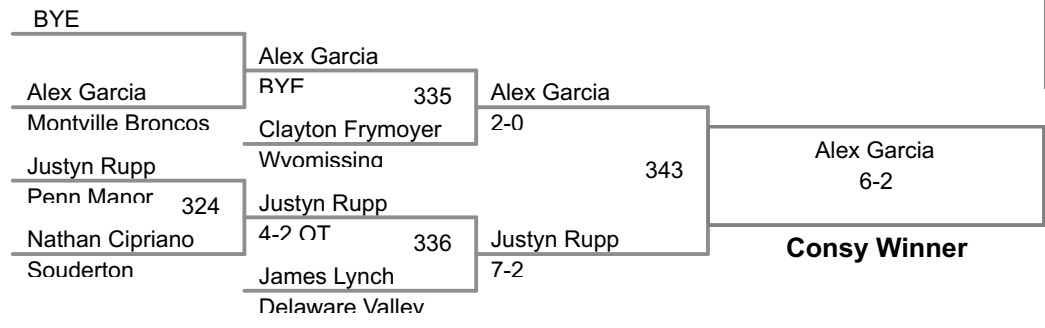 BYE
Alex Garcia
Montville Broncos
Justyn Rupp
Penn Manor
324
Nathan Cipriano
Souderton
Alex Garcia
BYE
335
Clayton Frymoyer
Wyomissing
Justyn Rupp
4-2 OT
336
James Lynch
Delaware Valley
Alex Garcia
2-0
343
Justyn Rupp
7-2
Alex Garcia
6-2
Consy Winner